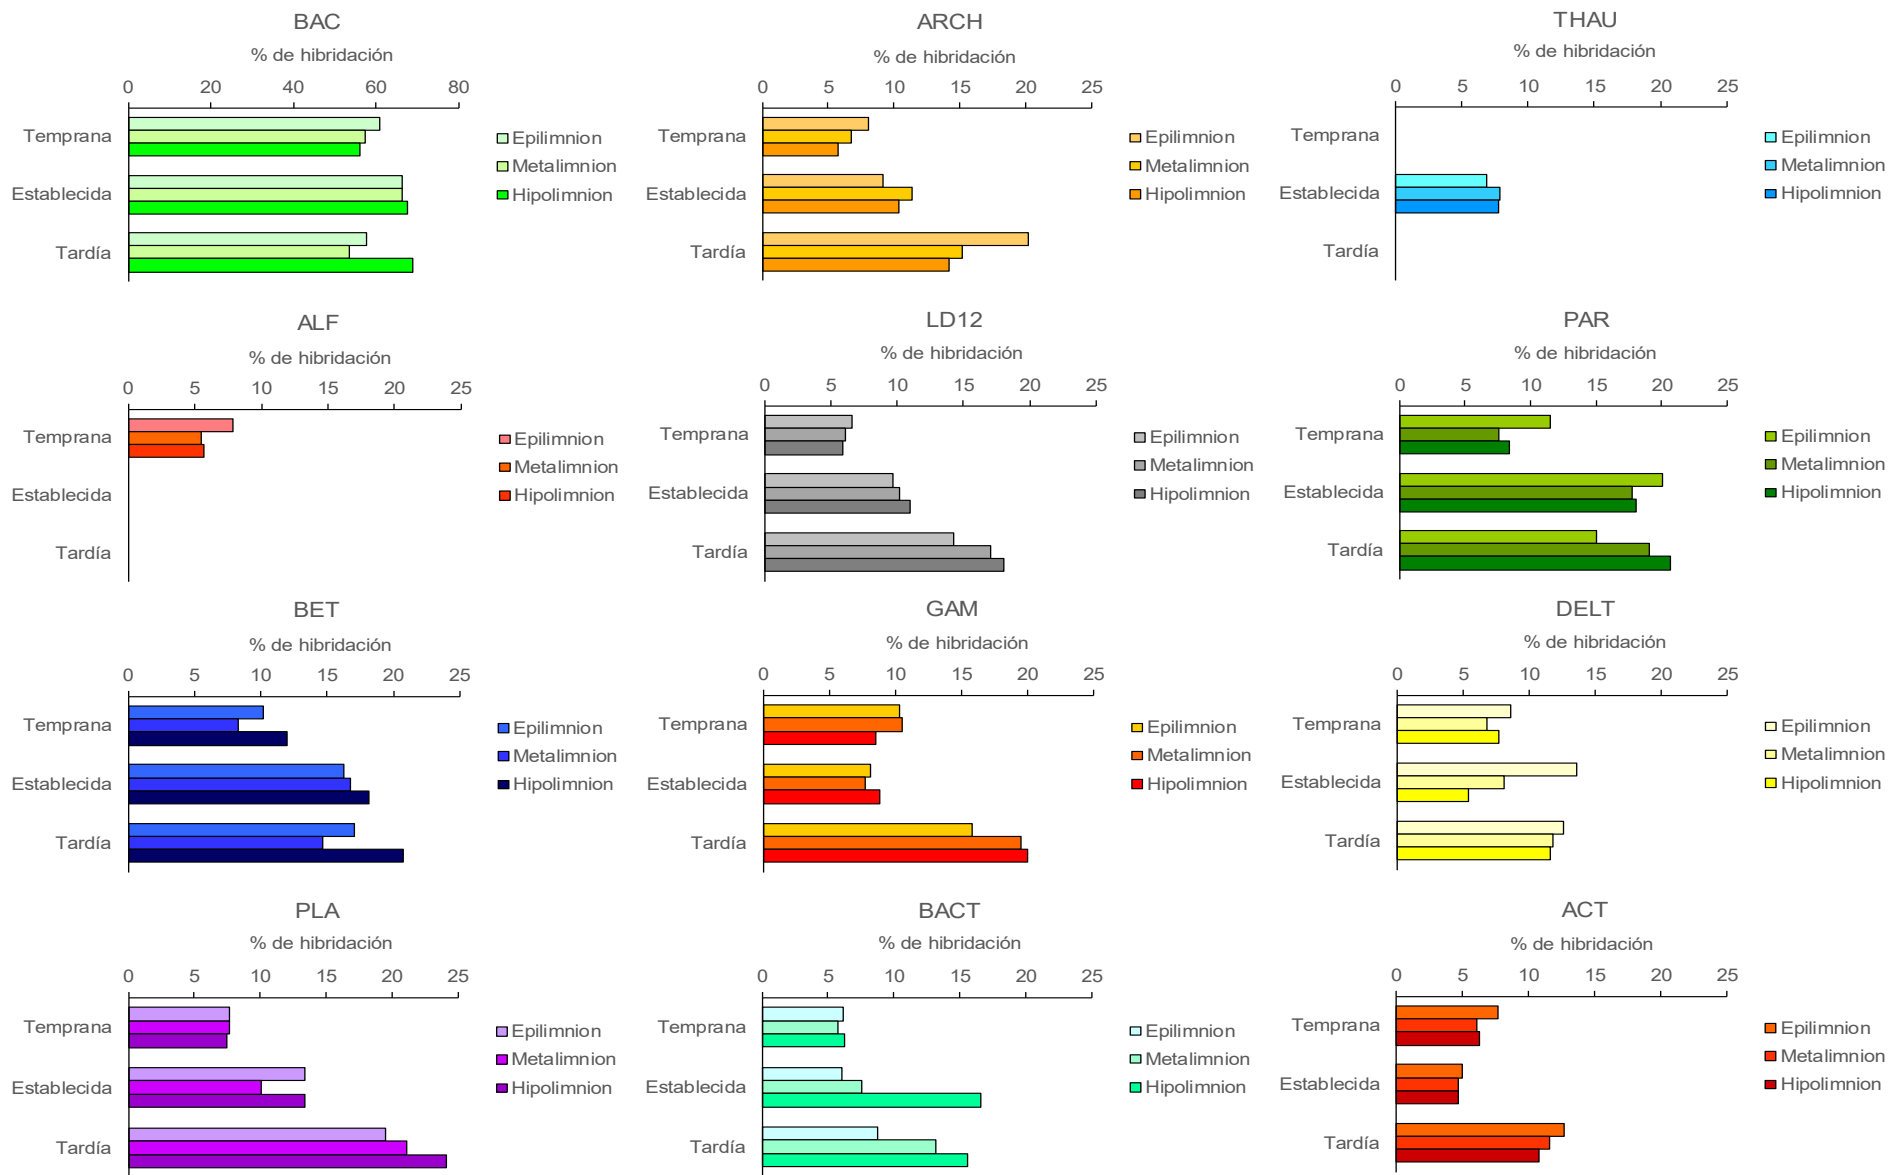 BAC
% de hibridación
0 20 40 60 80
Temprana
Establecida
Tardía
Epilimnion
Metalimnion
Hipolimnion
ARCH
% de hibridación
0 5 10 15 20 25
Temprana
Establecida
Tardía
Epilimnion
Metalimnion
Hipolimnion
THAU
% de hibridación
0 5 10 15 20 25
Temprana
Establecida
Tardía
Epilimnion
Metalimnion
Hipolimnion
ALF
% de hibridación
0 5 10 15 20 25
Temprana
Establecida
Tardía
Epilimnion
Metalimnion
Hipolimnion
LD12
% de hibridación
0 5 10 15 20 25
Temprana
Establecida
Tardía
Epilimnion
Metalimnion
Hipolimnion
PAR
% de hibridación
0 5 10 15 20 25
Temprana
Establecida
Tardía
Epilimnion
Metalimnion
Hipolimnion
BET
% de hibridación
0 5 10 15 20 25
Temprana
Establecida
Tardía
Epilimnion
Metalimnion
Hipolimnion
GAM
% de hibridación
0 5 10 15 20 25
Temprana
Establecida
Tardía
Epilimnion
Metalimnion
Hipolimnion
DELT
% de hibridación
0 5 10 15 20 25
Temprana
Establecida
Tardía
Epilimnion
Metalimnion
Hipolimnion
PLA
% de hibridación
0 5 10 15 20 25
Temprana
Establecida
Tardía
Epilimnion
Metalimnion
Hipolimnion
BACT
% de hibridación
0 5 10 15 20 25
Temprana
Establecida
Tardía
Epilimnion
Metalimnion
Hipolimnion
ACT
% de hibridación
0 5 10 15 20 25
Temprana
Establecida
Tardía
Epilimnion
Metalimnion
Hipolimnion